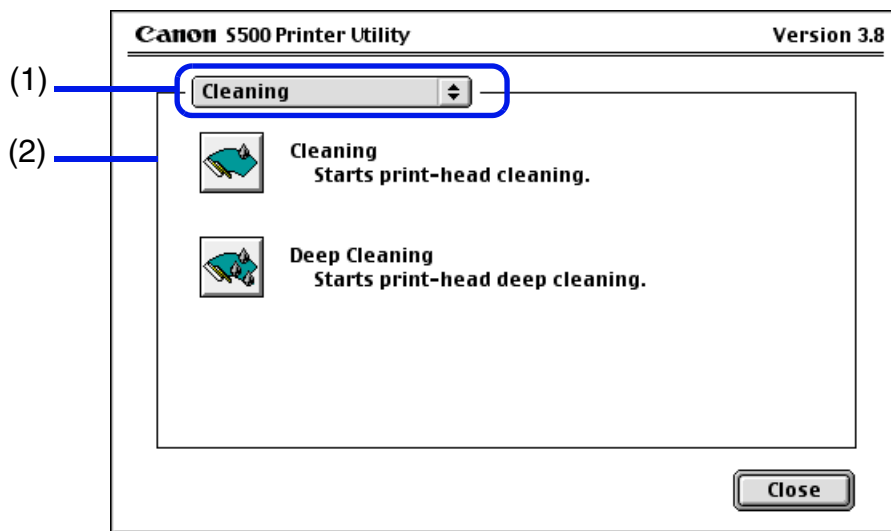 Canon S500 Printer Utility Version 3.8
(1)
Cleaning
(2)
Cleaning
Starts print-head cleaning.
Deep Cleaning
Starts print-head deep cleaning.
Close